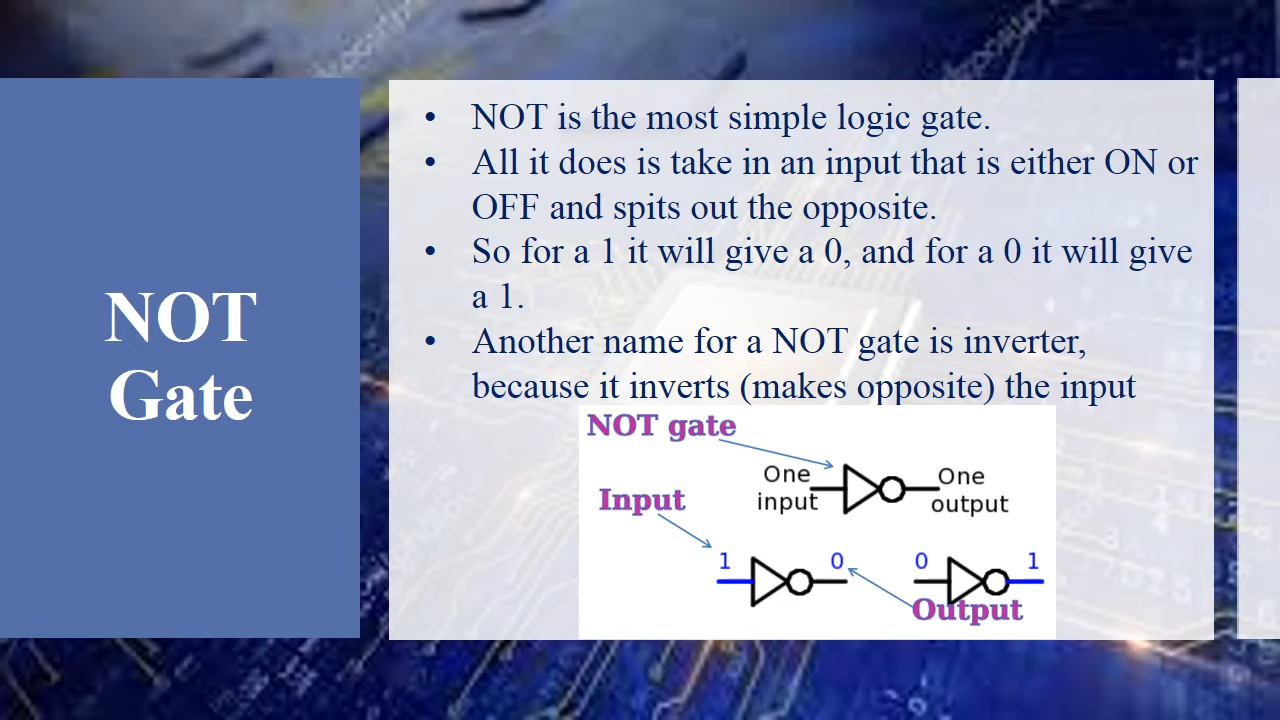 NOT
Gate
• NOT is the most simple logic gate.
• All it does is take in an input that is either ON or
OFF and spits out the opposite.
• So for a 1 it will give a 0, and for a 0 it will give
a 1.
• Another name for a NOT gate is inverter,
because it inverts (makes opposite) the input
NOT gate
One
input
One
output
Input
1
0
0
1
Output